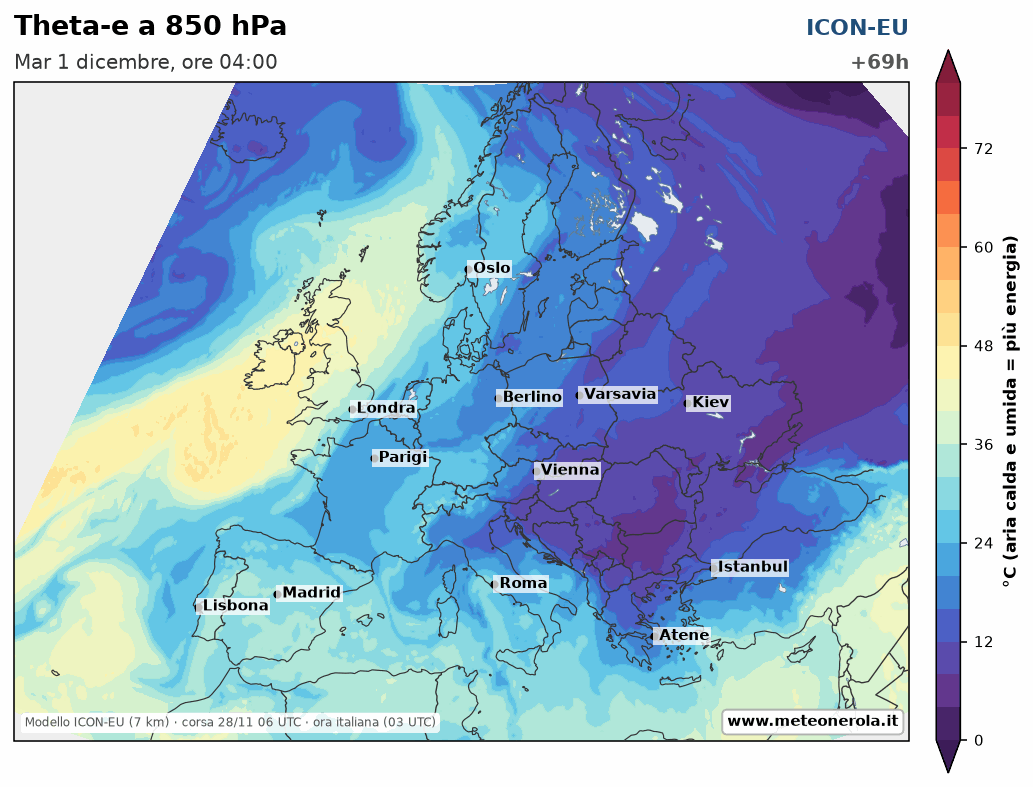 Theta-e a 850 hPa
ICON-EU
Mar 1 dicembre, ore 04:00
+69h
72
60
48
36
24
12
0
°C (aria calda e umida = più energia)
Oslo
Londra
Berlino
Varsavia
Kiev
Parigi
Vienna
Istanbul
Roma
Madrid
Lisbona
Atene
Modello ICON-EU (7 km) · corsa 28/11 06 UTC · ora italiana (03 UTC)
www.meteonerola.it